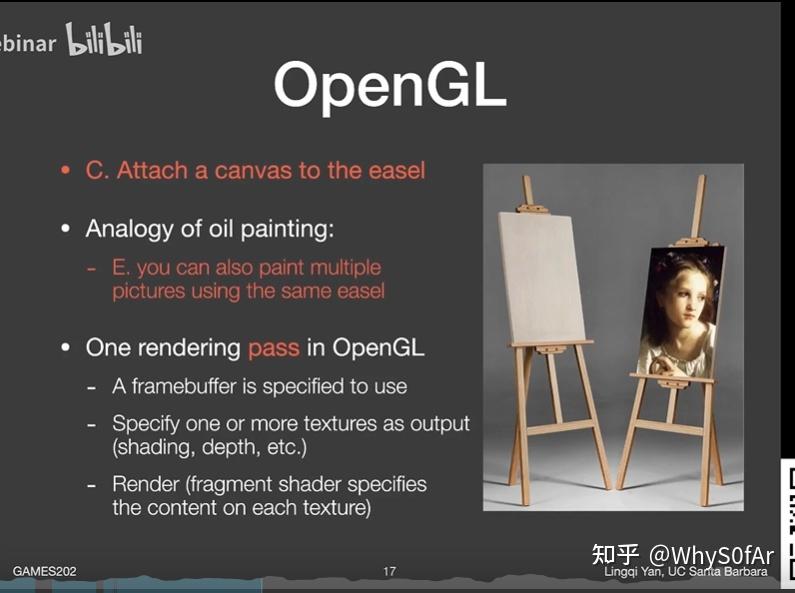 ebinar bilibili
OpenGL
• C. Attach a canvas to the easel
• Analogy of oil painting:
- E. you can also paint multiple
pictures using the same easel
• One rendering pass in OpenGL
- A framebuffer is specified to use
- Specify one or more textures as output
(shading, depth, etc.)
- Render (fragment shader specifies
the content on each texture)
知乎 @WhyS0fAr
GAMES202
17
Lingqi Yan, UC Santa Barbara